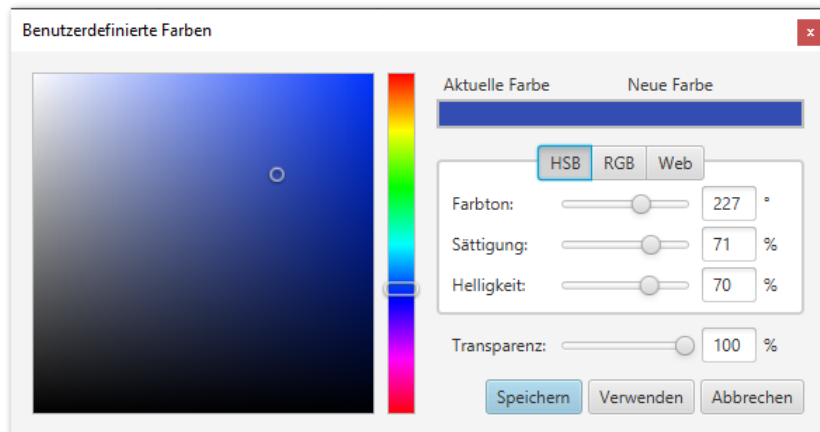 Benutzerdefinierte Farben
x
Aktuelle Farbe Neue Farbe
HSB RGB Web
Farbton: 227 °
Sättigung: 71 %
Helligkeit: 70 %
Transparenz: 100 %
Speichern Verwenden Abbrechen